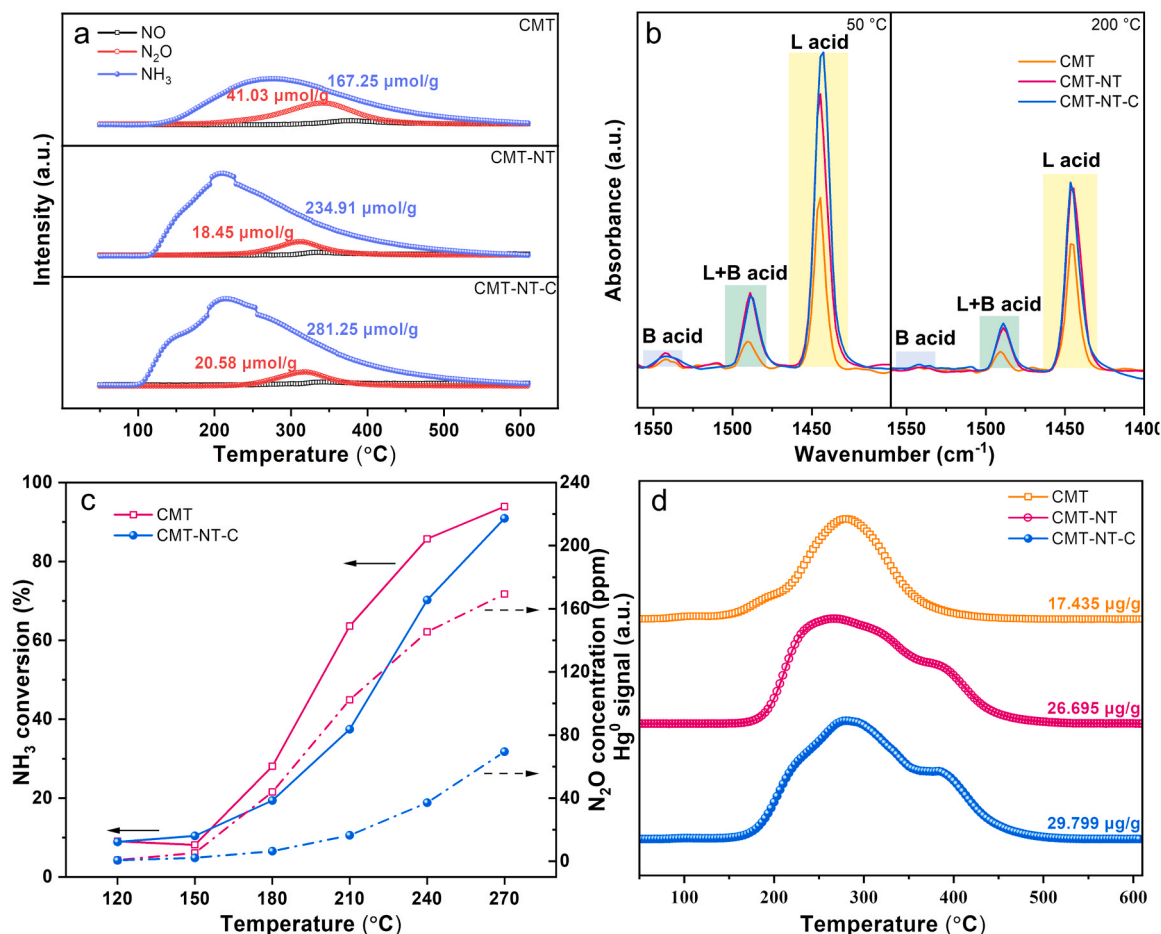 a
NO
N₂O
NH₃
CMT
167.25 μmol/g
41.03 μmol/g
CMT-NT
234.91 μmol/g
18.45 μmol/g
CMT-NT-C
281.25 μmol/g
20.58 μmol/g
Intensity (a.u.)
100 200 300 400 500 600
Temperature (°C)
b
50 °C
200 °C
L acid
CMT
CMT-NT
CMT-NT-C
L acid
L+B acid
B acid
L+B acid
B acid
Absorbance (a.u.)
1550 1500 1450 1550 1500 1450 1400
Wavenumber (cm⁻¹)
c
CMT
CMT-NT-C
100
80
60
40
20
0
NH₃ conversion (%)
240
200
160
120
80
40
0
N₂O concentration (ppm)
120 150 180 210 240 270
Temperature (°C)
d
CMT
CMT-NT
CMT-NT-C
17.435 μg/g
26.695 μg/g
29.799 μg/g
Hg⁰ signal (a.u.)
100 200 300 400 500 600
Temperature (°C)